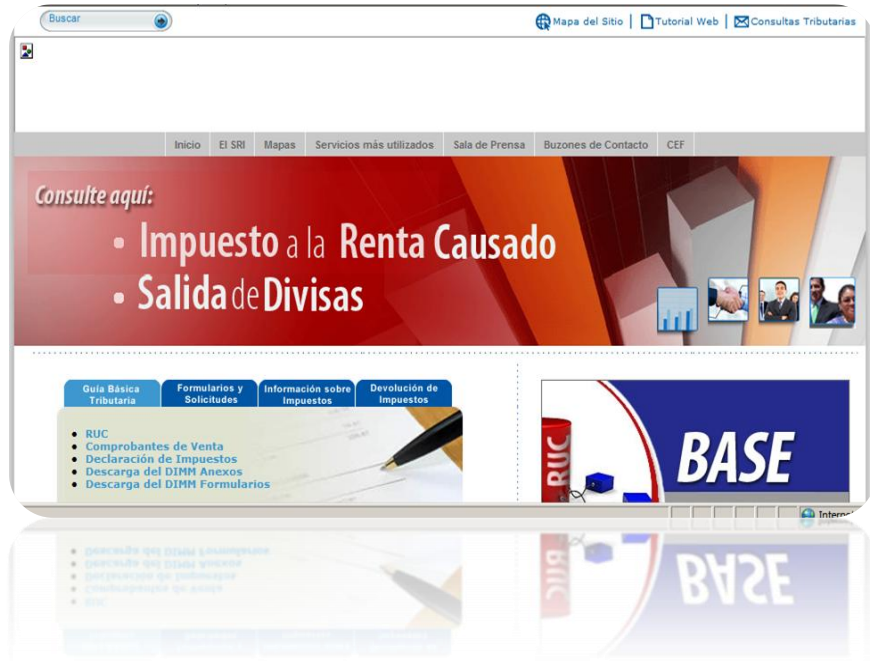 Buscar
Mapa del Sitio | Tutorial Web | Consultas Tributarias
Inicio El SRI Mapas Servicios más utilizados Sala de Prensa Buzones de Contacto CEF
Consulte aquí:
• Impuesto a la Renta Causado
• Salida de Divisas
Guía Básica Tributaria
Formularios y Solicitudes
Información sobre Impuestos
Devolución de Impuestos
• RUC
• Comprobantes de Venta
• Declaración de Impuestos
• Descarga del DIMM Anexos
• Descarga del DIMM Formularios
RUC
BASE